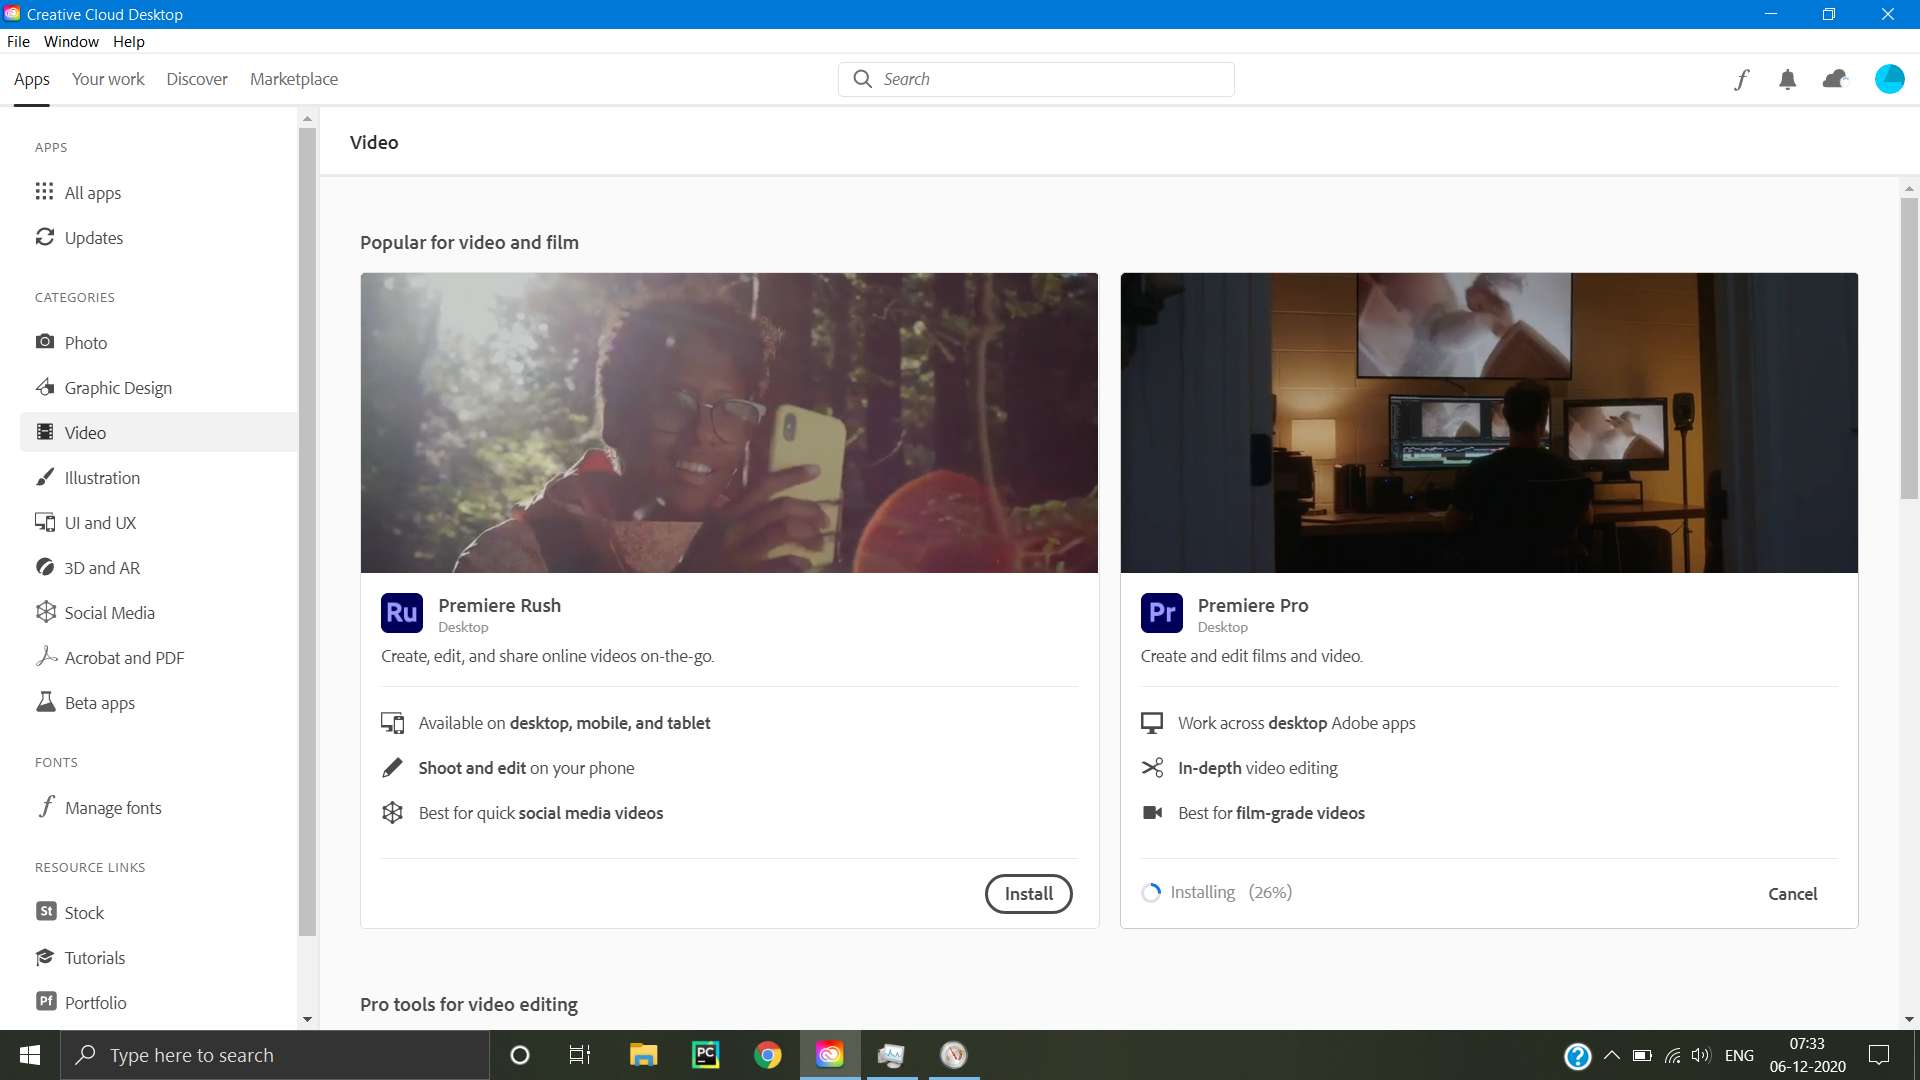 Creative Cloud Desktop
File Window Help
Apps Your work Discover Marketplace
Search
APPS
All apps
Updates
CATEGORIES
Photo
Graphic Design
Video
Illustration
UI and UX
3D and AR
Social Media
Acrobat and PDF
Beta apps
FONTS
Manage fonts
RESOURCE LINKS
St Stock
Tutorials
Pf Portfolio
Video
Popular for video and film
Ru Premiere Rush
Desktop
Create, edit, and share online videos on-the-go.
Available on desktop, mobile, and tablet
Shoot and edit on your phone
Best for quick social media videos
Install
Pr Premiere Pro
Desktop
Create and edit films and video.
Work across desktop Adobe apps
In-depth video editing
Best for film-grade videos
Installing (26%)
Cancel
Pro tools for video editing
Type here to search
PC
ENG
07:33
06-12-2020